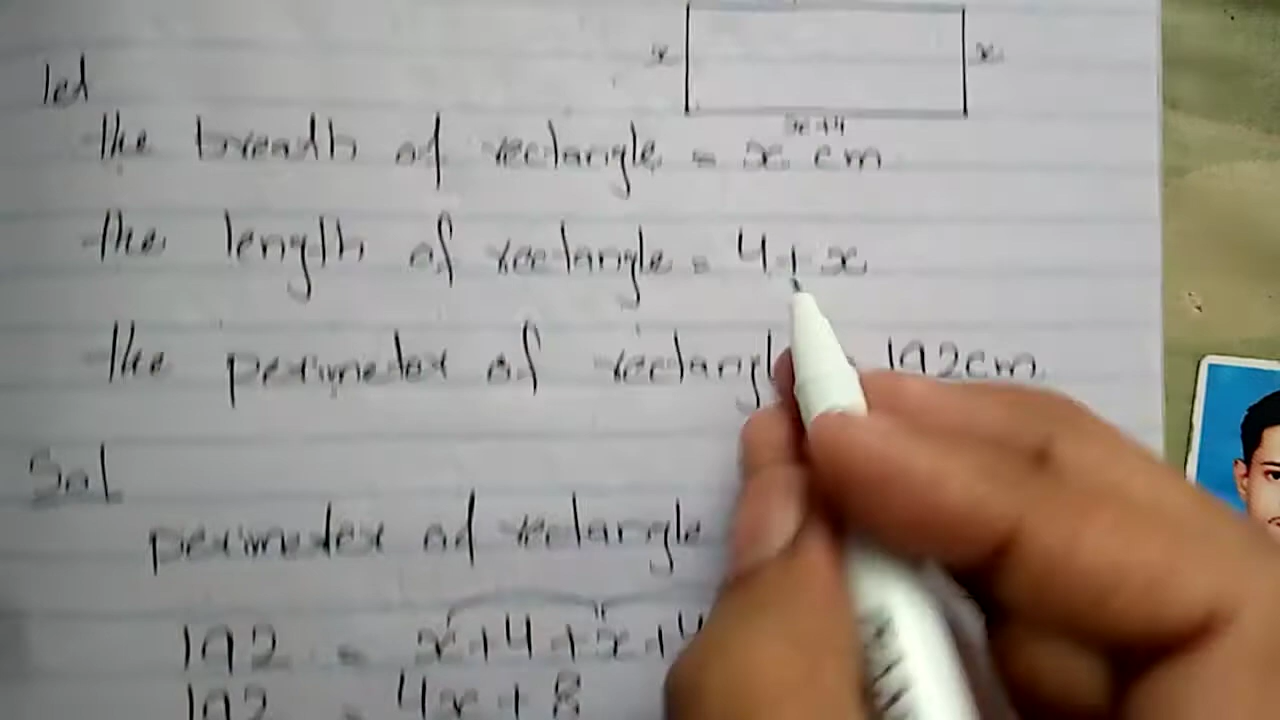 x x
let x+4
the breadth of rectangle = x cm
the length of rectangle = 4+x
the perimeter of rectangle = 192cm
Sol
perimeter of rectangle
192 = x+4+x+4
192 = 4x+8